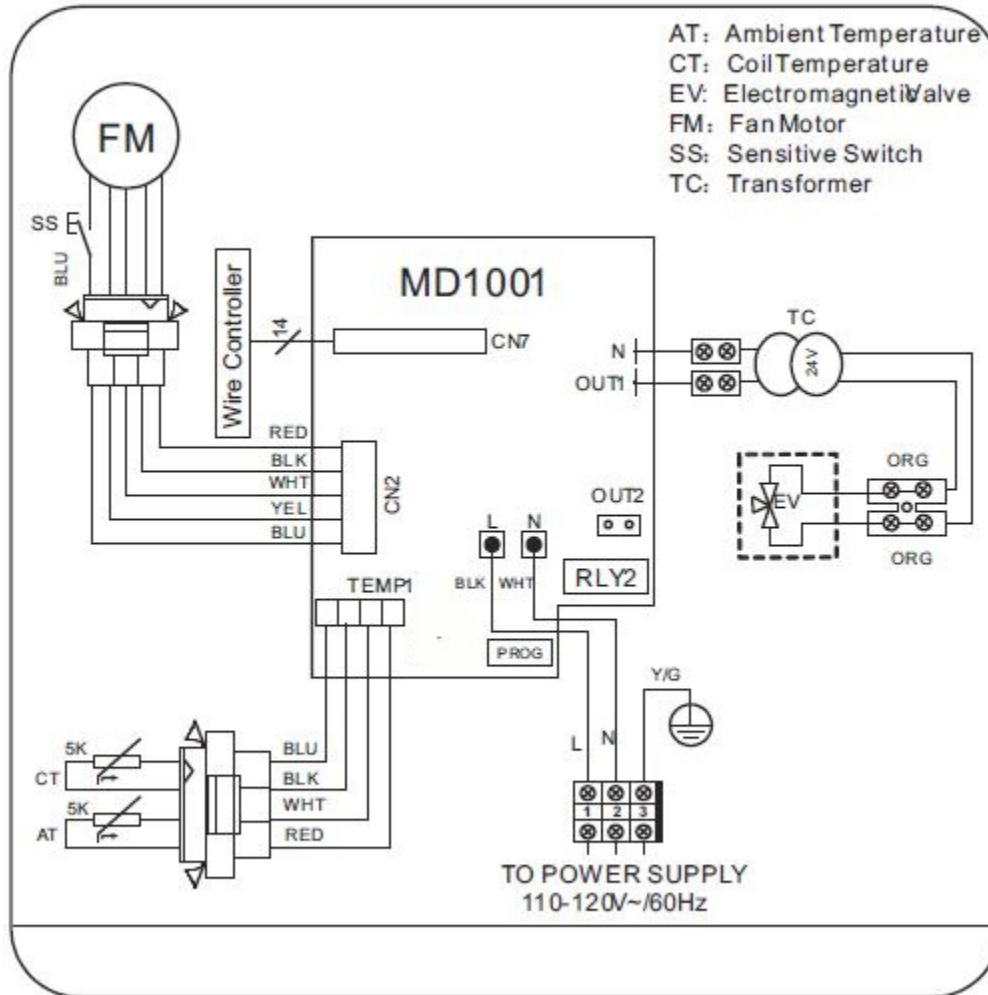 AT: Ambient Temperature
CT: Coil Temperature
EV: Electromagnetic Valve
FM: Fan Motor
SS: Sensitive Switch
TC: Transformer
FM
SS
BLU
Wire Controller
14
MD1001
CN7
N
OUT1
TC
24V
RED
BLK
WHT
YEL
BLU
CN2
ORG
EV
ORG
OUT2
L N
BLK WHT
RLY2
TEMP1
PROG
Y/G
L N
5K
CT
5K
AT
BLU
BLK
WHT
RED
1 2 3
TO POWER SUPPLY
110-120V~/60Hz